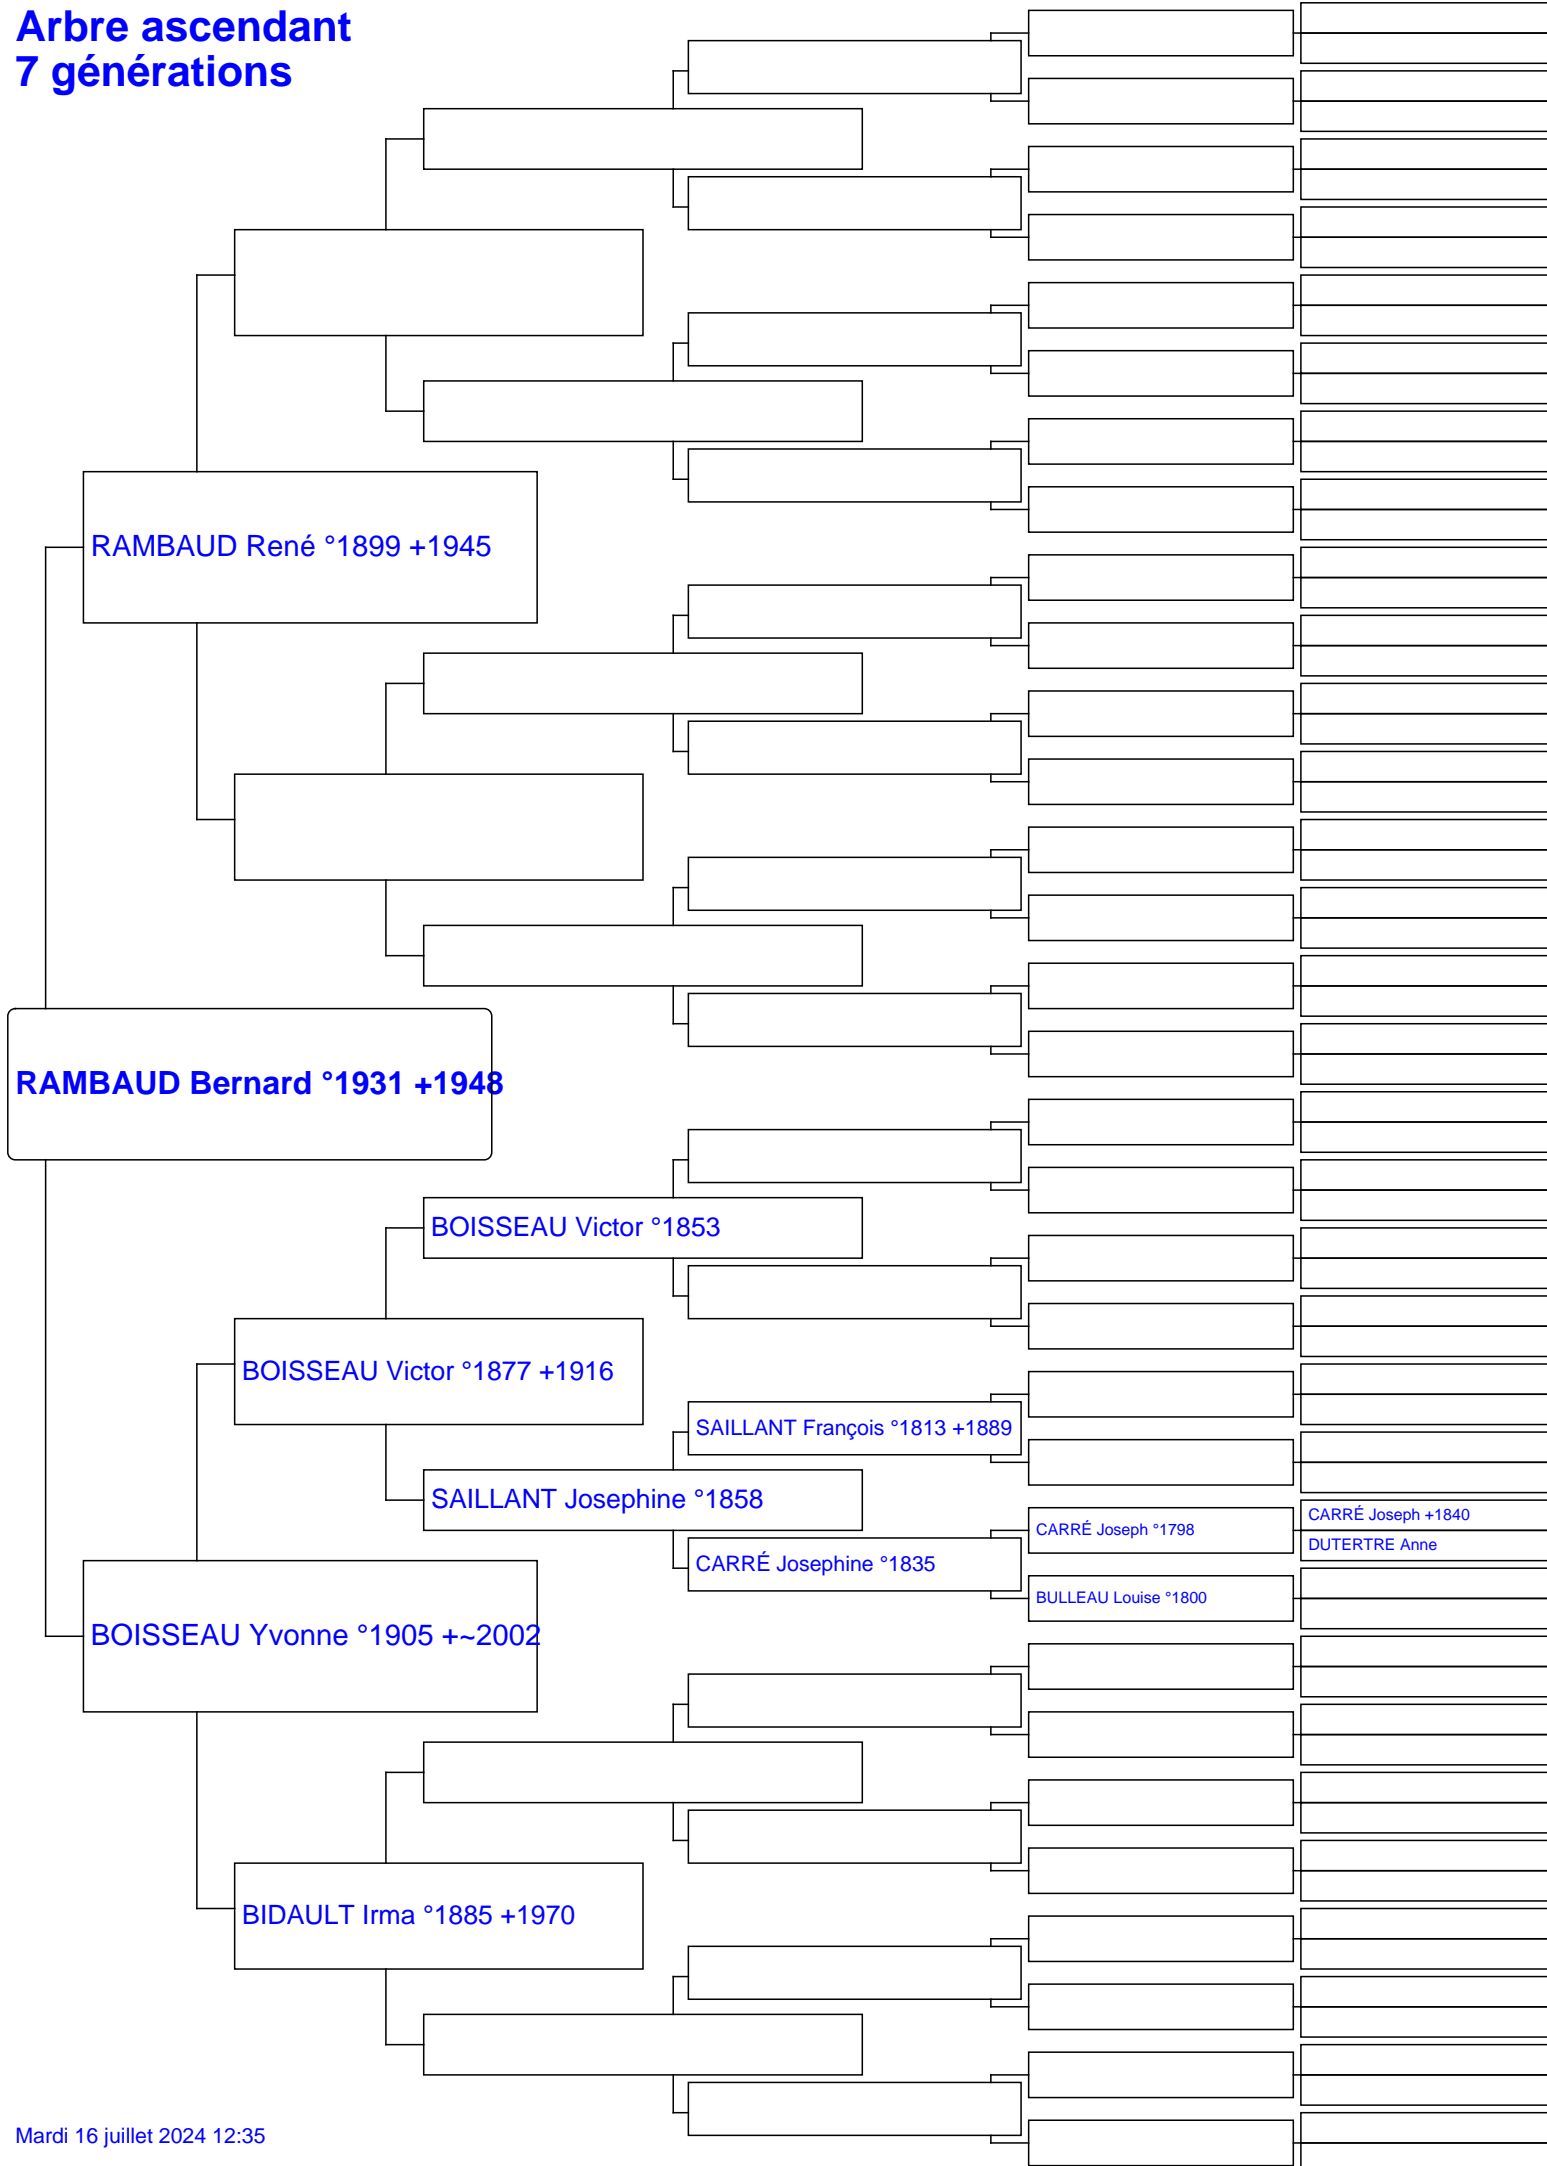 Arbre ascendant
7 générations
RAMBAUD René °1899 +1945
RAMBAUD Bernard °1931 +1948
BOISSEAU Victor °1853
BOISSEAU Victor °1877 +1916
SAILLANT François °1813 +1889
SAILLANT Josephine °1858
CARRÉ Joseph °1798
CARRÉ Joseph +1840
DUTERTRE Anne
CARRÉ Josephine °1835
BULLEAU Louise °1800
BOISSEAU Yvonne °1905 +~2002
BIDAULT Irma °1885 +1970
Mardi 16 juillet 2024 12:35